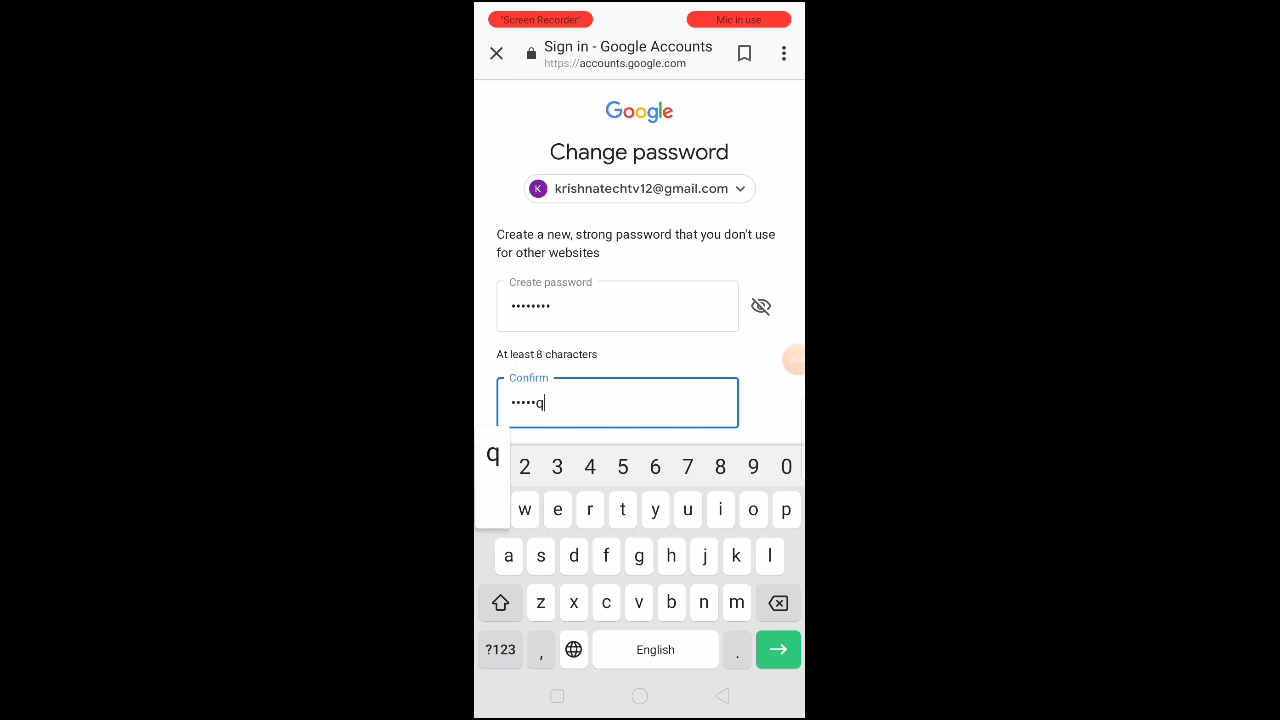 "Screen Recorder" Mic in use
Sign in - Google Accounts
https://accounts.google.com
Google
Change password
K krishnatechtv12@gmail.com
Create a new, strong password that you don't use
for other websites
Create password
••••••••
At least 8 characters
Confirm
•••••q
q 2 3 4 5 6 7 8 9 0
w e r t y u i o p
a s d f g h j k l
z x c v b n m
?123 , English .